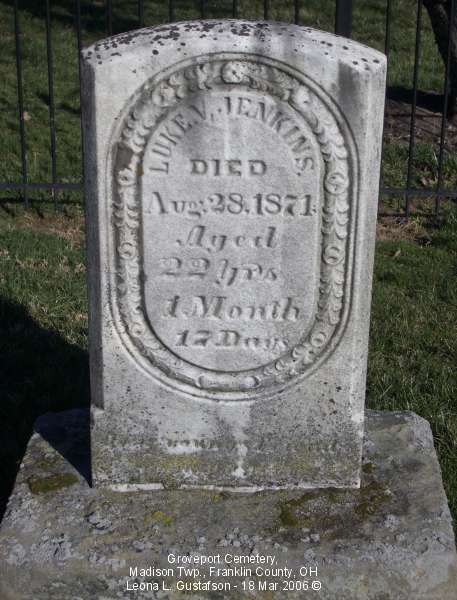 LUKE V. JENKINS.
DIED
Aug. 28. 1871.
Aged
22 yrs
1 Month
17 Days
Groveport Cemetery,
Madison Twp., Franklin County, OH
Leona L. Gustafson - 18 Mar 2006 ©